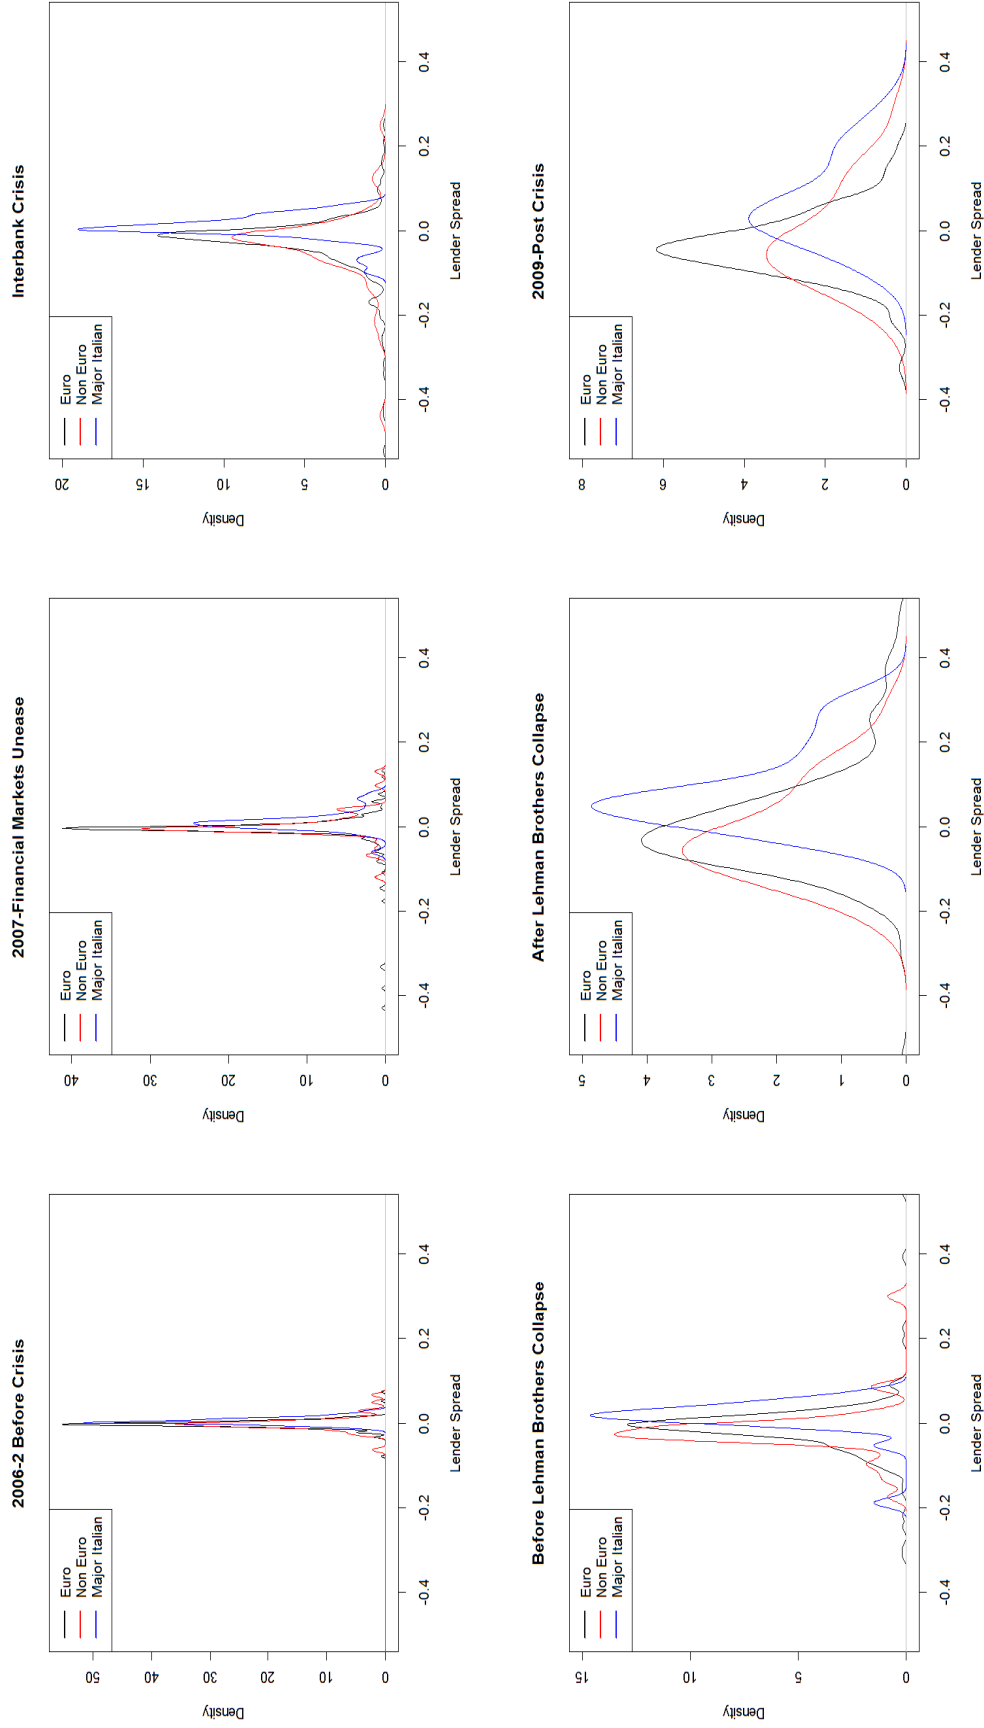 2006-2 Before Crisis
Euro
Non Euro
Major Italian
Density
0
10
20
30
40
50
-0.4
-0.2
0.0
0.2
0.4
Lender Spread
2007-Financial Markets Unease
Euro
Non Euro
Major Italian
Density
0
10
20
30
40
-0.4
-0.2
0.0
0.2
0.4
Lender Spread
Interbank Crisis
Euro
Non Euro
Major Italian
Density
0
5
10
15
20
-0.4
-0.2
0.0
0.2
0.4
Lender Spread
Before Lehman Brothers Collapse
Euro
Non Euro
Major Italian
Density
0
5
10
15
-0.4
-0.2
0.0
0.2
0.4
Lender Spread
After Lehman Brothers Collapse
Euro
Non Euro
Major Italian
Density
0
1
2
3
4
5
-0.4
-0.2
0.0
0.2
0.4
Lender Spread
2009-Post Crisis
Euro
Non Euro
Major Italian
Density
0
2
4
6
8
-0.4
-0.2
0.0
0.2
0.4
Lender Spread